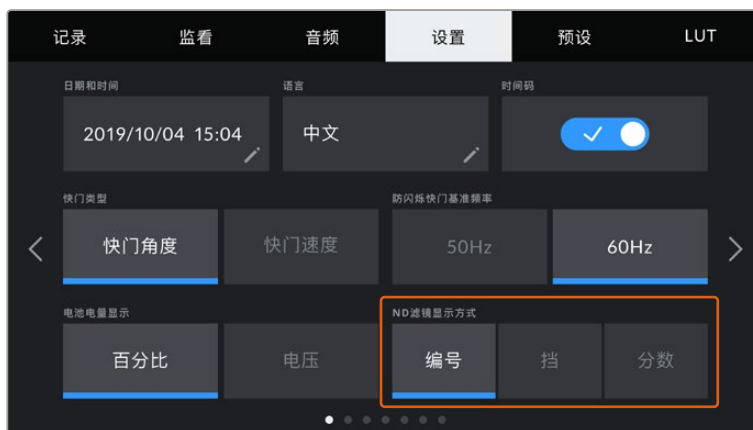 记录 监看 音频 设置 预设 LUT
日期和时间 语言 时间码
2019/10/04 15:04 中文
快门类型 防闪烁快门基准频率
快门角度 快门速度 50Hz 60Hz
电池电量显示 ND滤镜显示方式
百分比 电压 编号 挡 分数